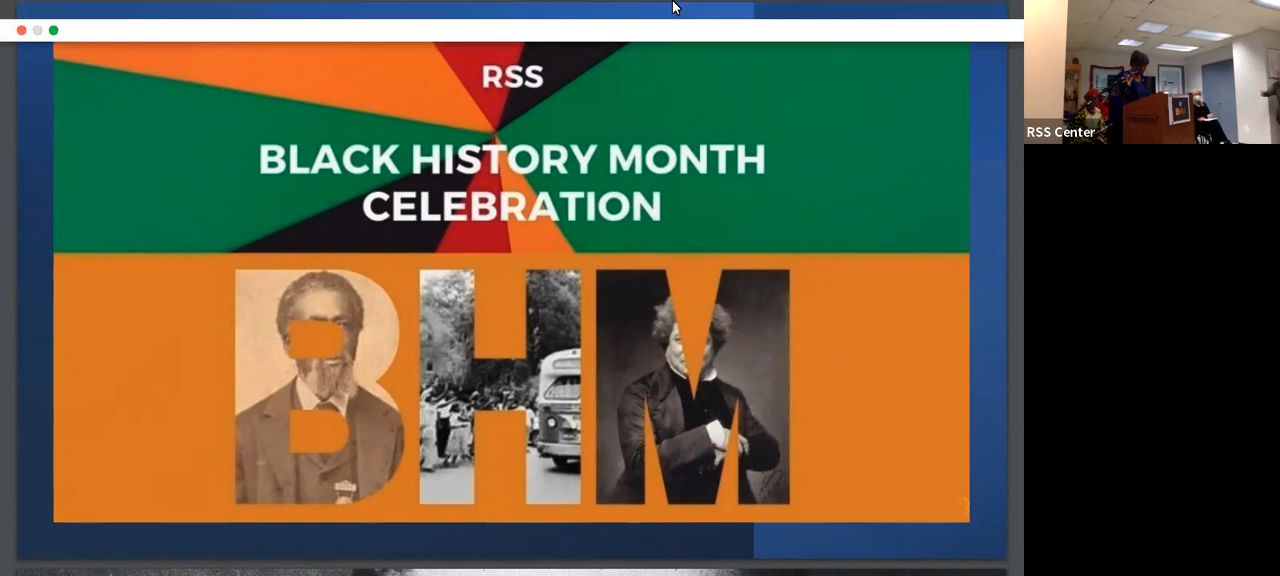 RSS
BLACK HISTORY MONTH
CELEBRATION
BHM
RSS Center